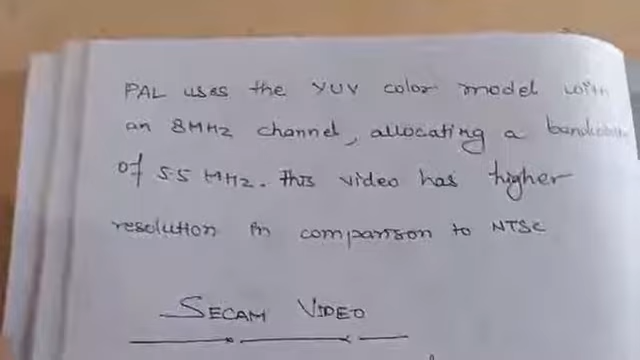 PAL uses the YUV color model with
an 8MHz channel, allocating a
of 5.5 MHz. This video has higher
resolution in comparison to NTSC
SECAM VIDEO